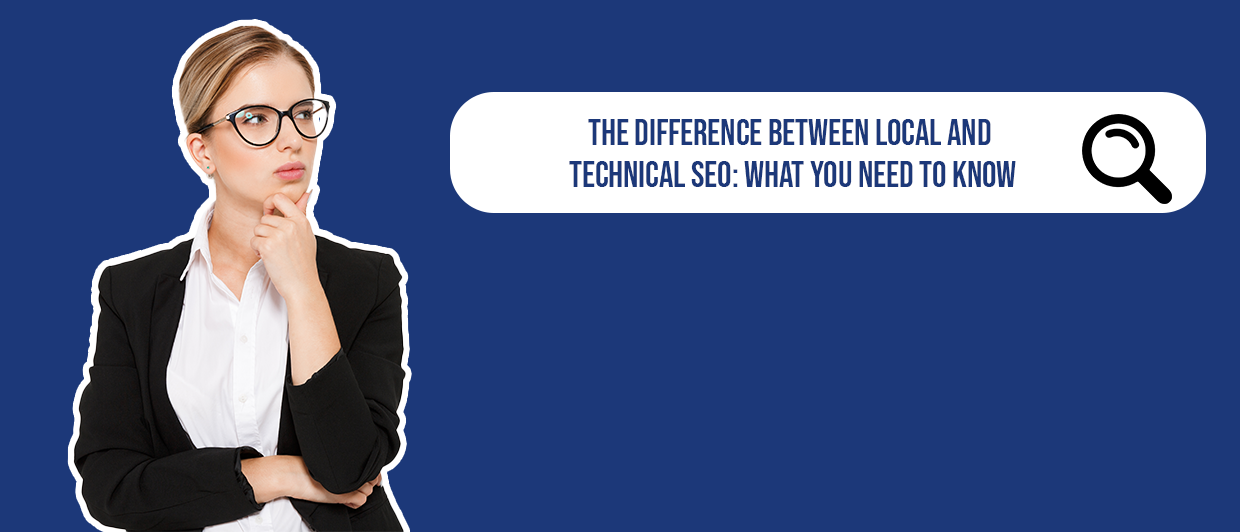 THE DIFFERENCE BETWEEN LOCAL AND
TECHNICAL SEO: WHAT YOU NEED TO KNOW